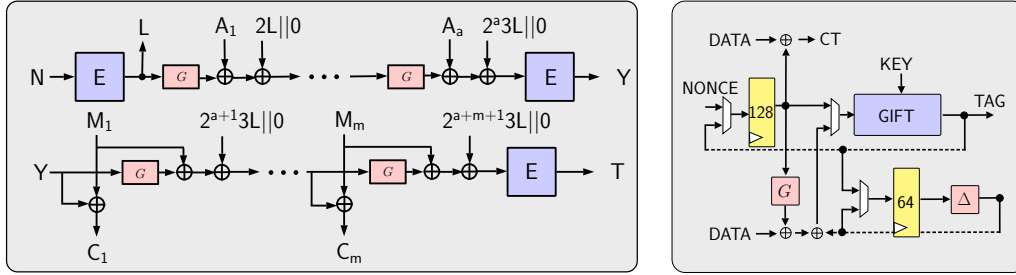 L A₁ 2L||0 Aₐ 2ᵃ3L||0
N E G G E Y
M₁ 2ᵃ⁺¹3L||0 Mₘ 2ᵃ⁺ᵐ⁺¹3L||0
Y G G E T
C₁ Cₘ
DATA CT
KEY
NONCE 128 GIFT TAG
G 64 Δ
DATA